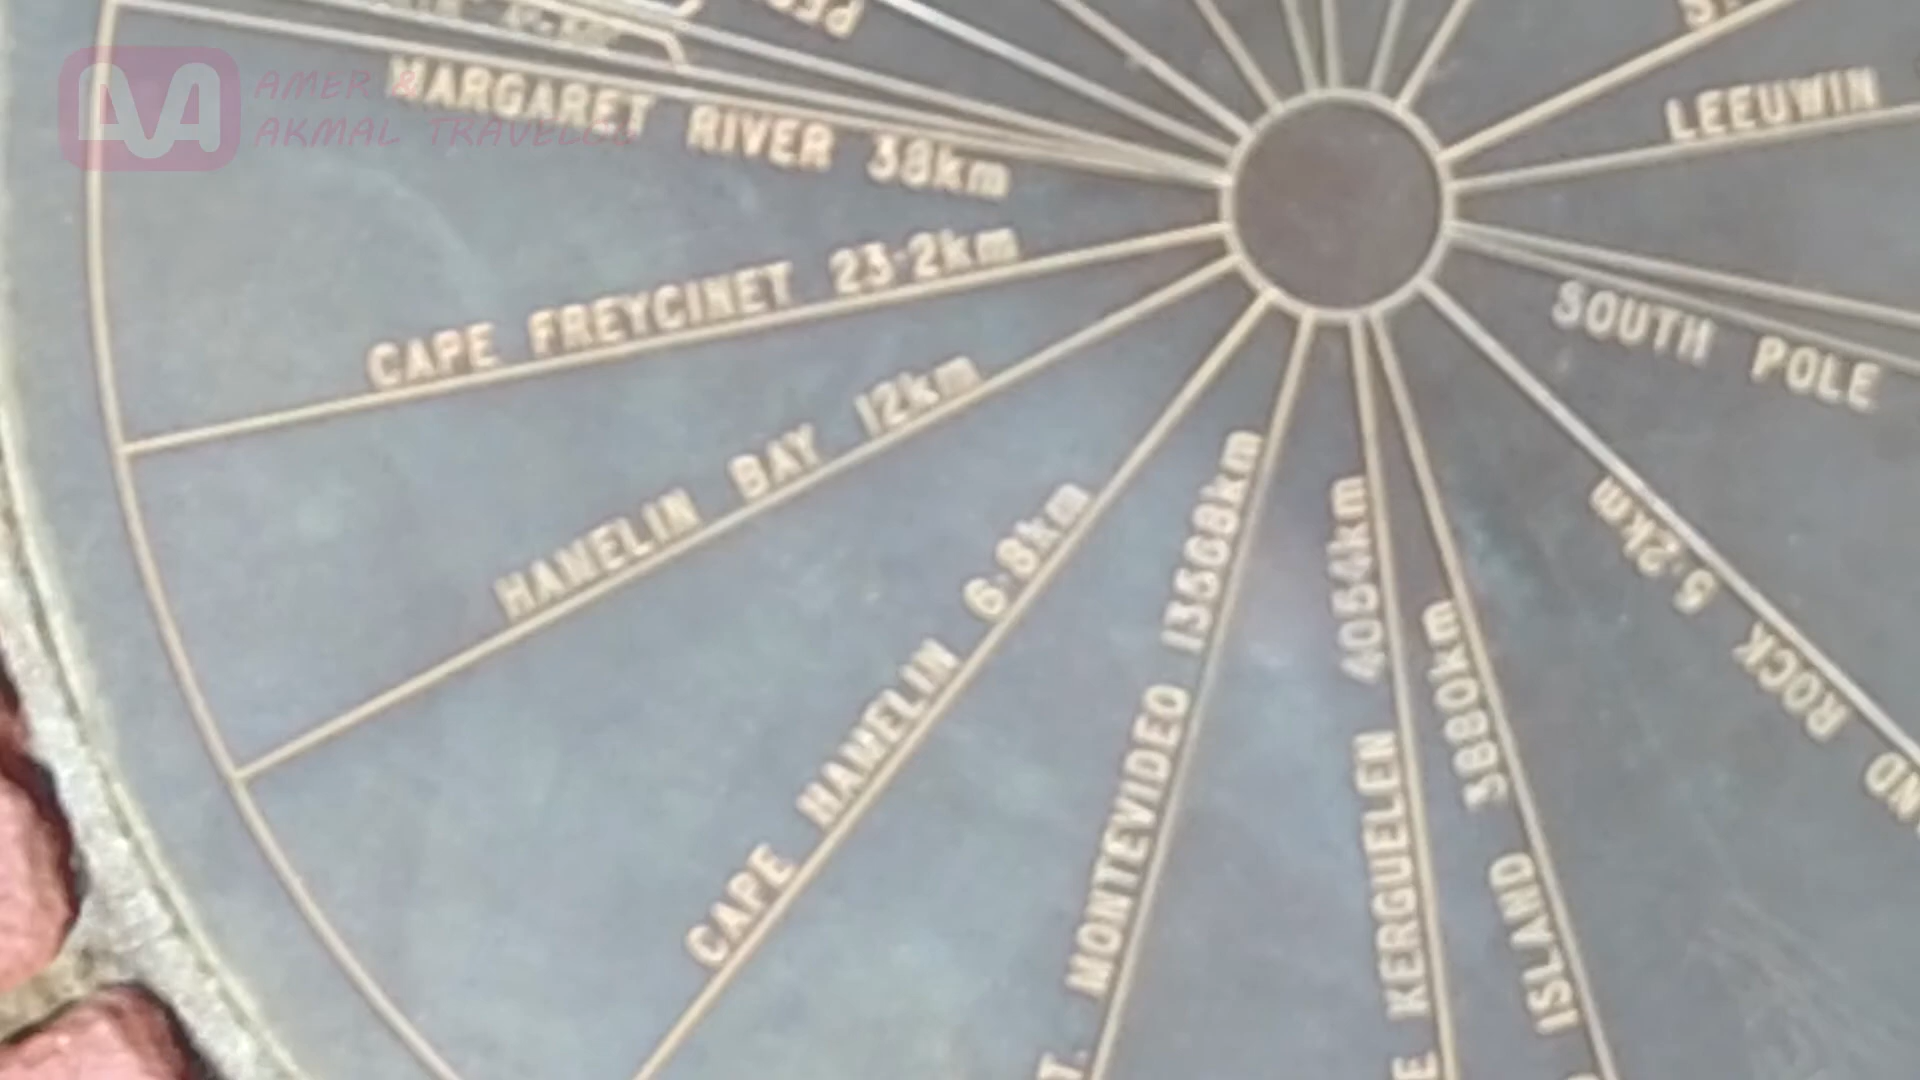 AMER &
AKMAL TRAVELOG
MARGARET RIVER 38km
CAPE FREYCINET 23·2km
HAMELIN BAY 12km
CAPE HAMELIN 6·8km
MONTEVIDEO 13568km
KERGUELEN 4054km
ISLAND 3880km
ROCK 5·2km
SOUTH POLE
LEEUWIN